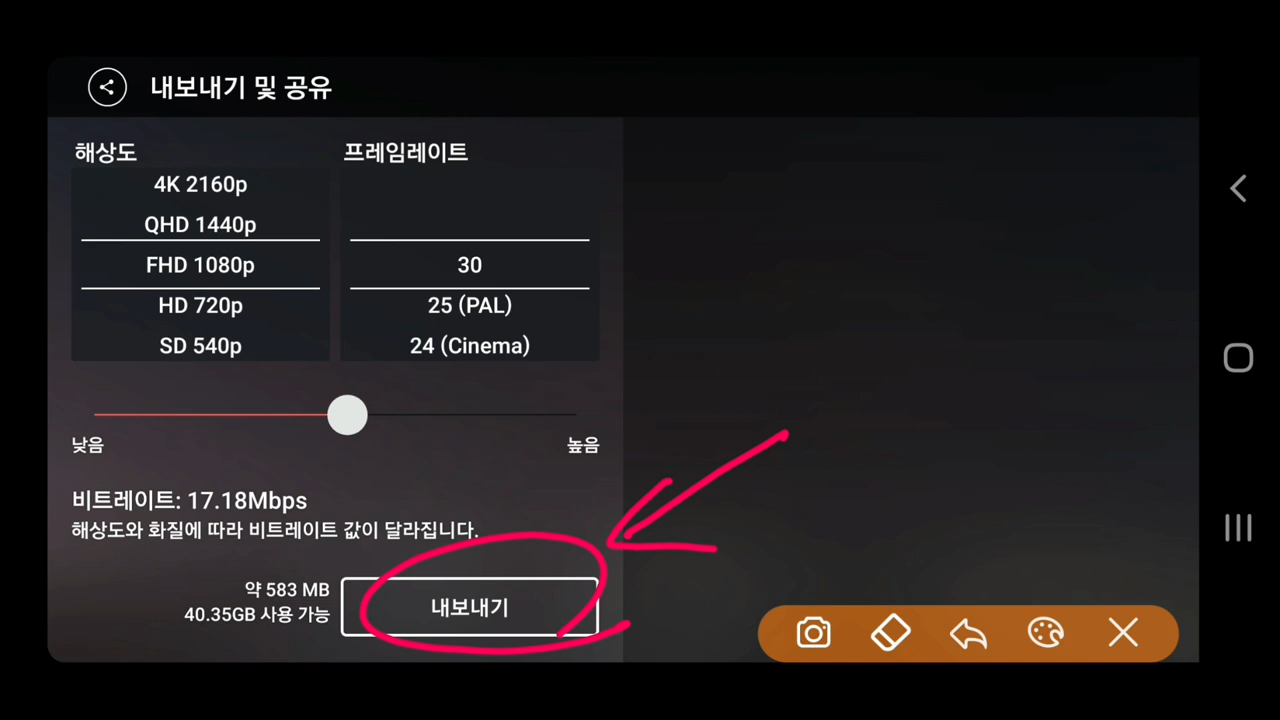 내보내기 및 공유
해상도
4K 2160p
QHD 1440p
FHD 1080p
HD 720p
SD 540p
프레임레이트
30
25 (PAL)
24 (Cinema)
낮음
높음
비트레이트: 17.18Mbps
해상도와 화질에 따라 비트레이트 값이 달라집니다.
약 583 MB
40.35GB 사용 가능
내보내기